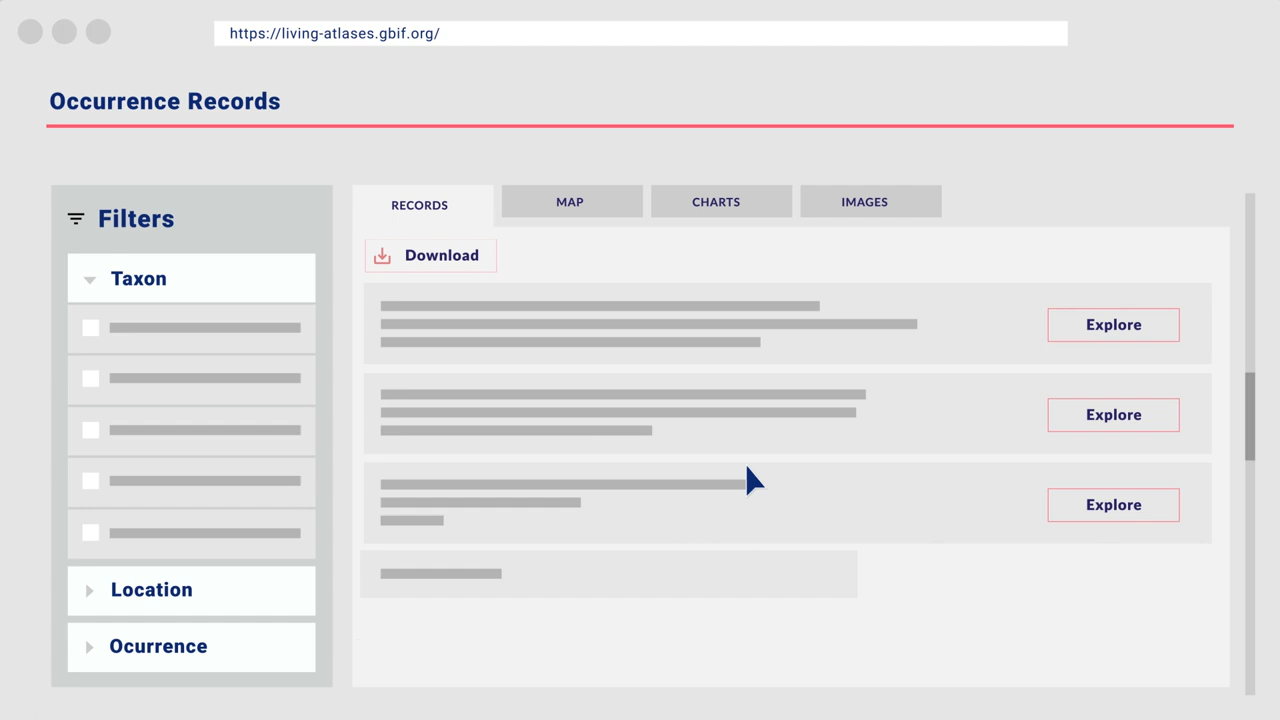 https://living-atlases.gbif.org/
Occurrence Records
Filters
Taxon
Location
Ocurrence
RECORDS
MAP
CHARTS
IMAGES
Download
Explore
Explore
Explore